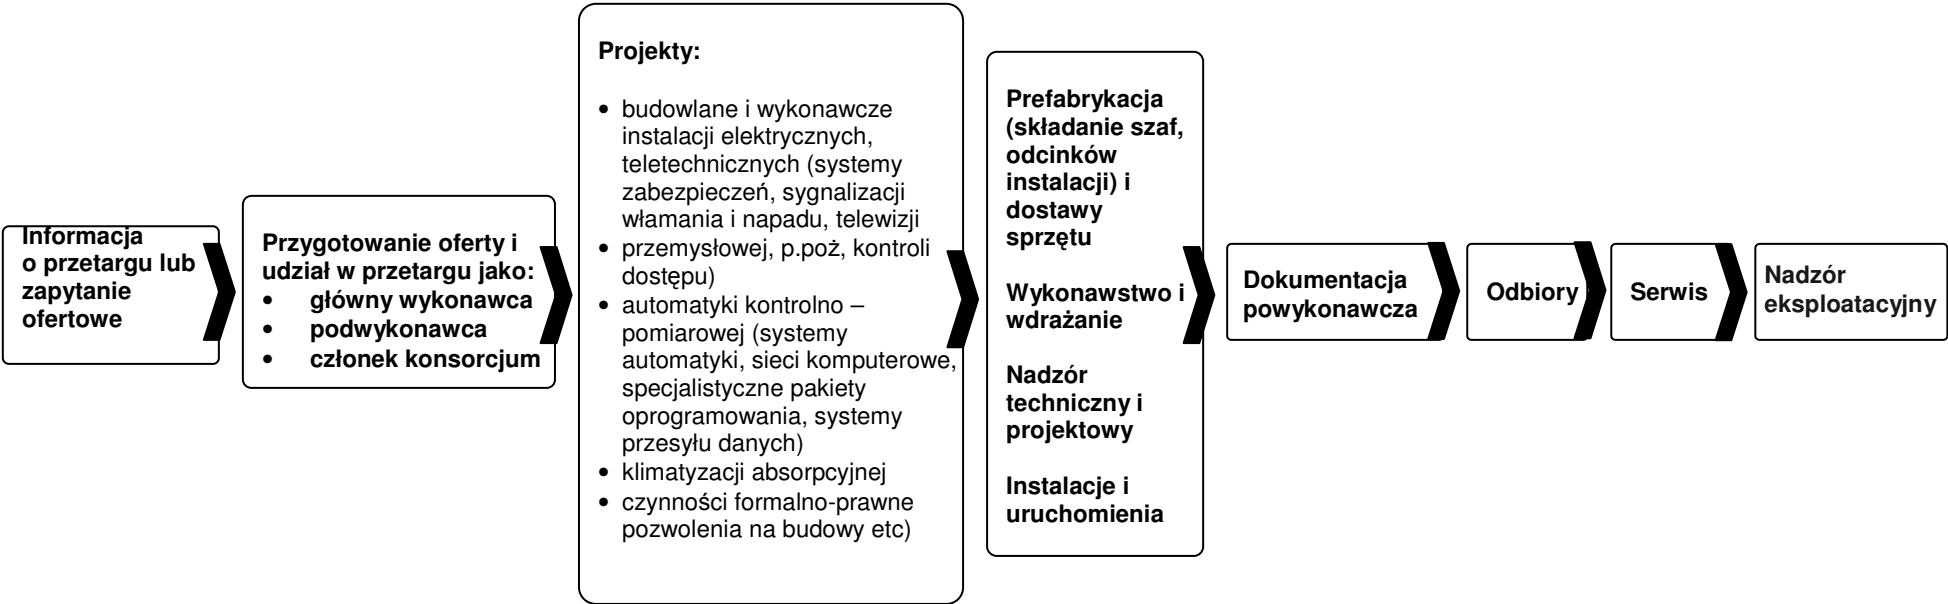 Informacja
o przetargu lub
zapytanie
ofertowe
Przygotowanie oferty i
udział w przetargu jako:
• główny wykonawca
• podwykonawca
• członek konsorcjum
Projekty:
• budowlane i wykonawcze
instalacji elektrycznych,
teletechnicznych (systemy
zabezpieczeń, sygnalizacji
włamania i napadu, telewizji
• przemysłowej, p.poż, kontroli
dostępu)
• automatyki kontrolno –
pomiarowej (systemy
automatyki, sieci komputerowe,
specjalistyczne pakiety
oprogramowania, systemy
przesyłu danych)
• klimatyzacji absorpcyjnej
• czynności formalno-prawne
pozwolenia na budowy etc)
Prefabrykacja
(składanie szaf,
odcinków
instalacji) i
dostawy
sprzętu
Wykonawstwo i
wdrażanie
Nadzór
techniczny i
projektowy
Instalacje i
uruchomienia
Dokumentacja
powykonawcza
Odbiory
Serwis
Nadzór
eksploatacyjny